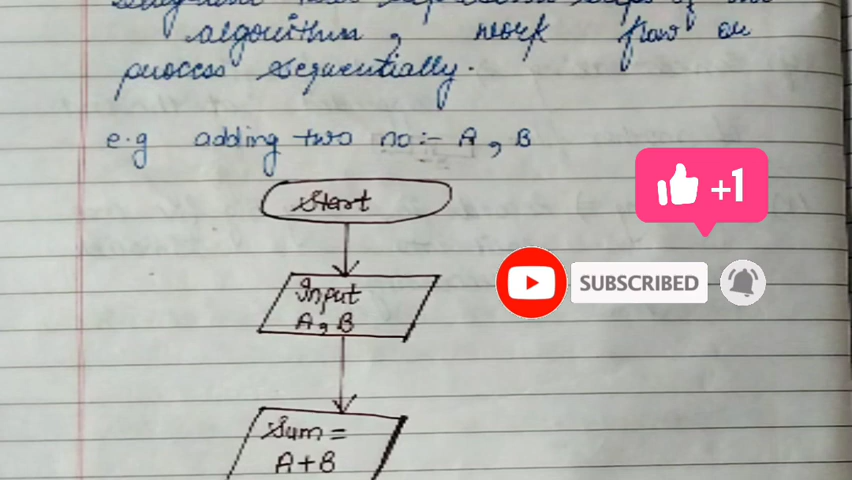 algorithm, work flow or
process sequentially.
e.g adding two no:- A, B
Start
+1
Input
A, B
SUBSCRIBED
Sum =
A+B